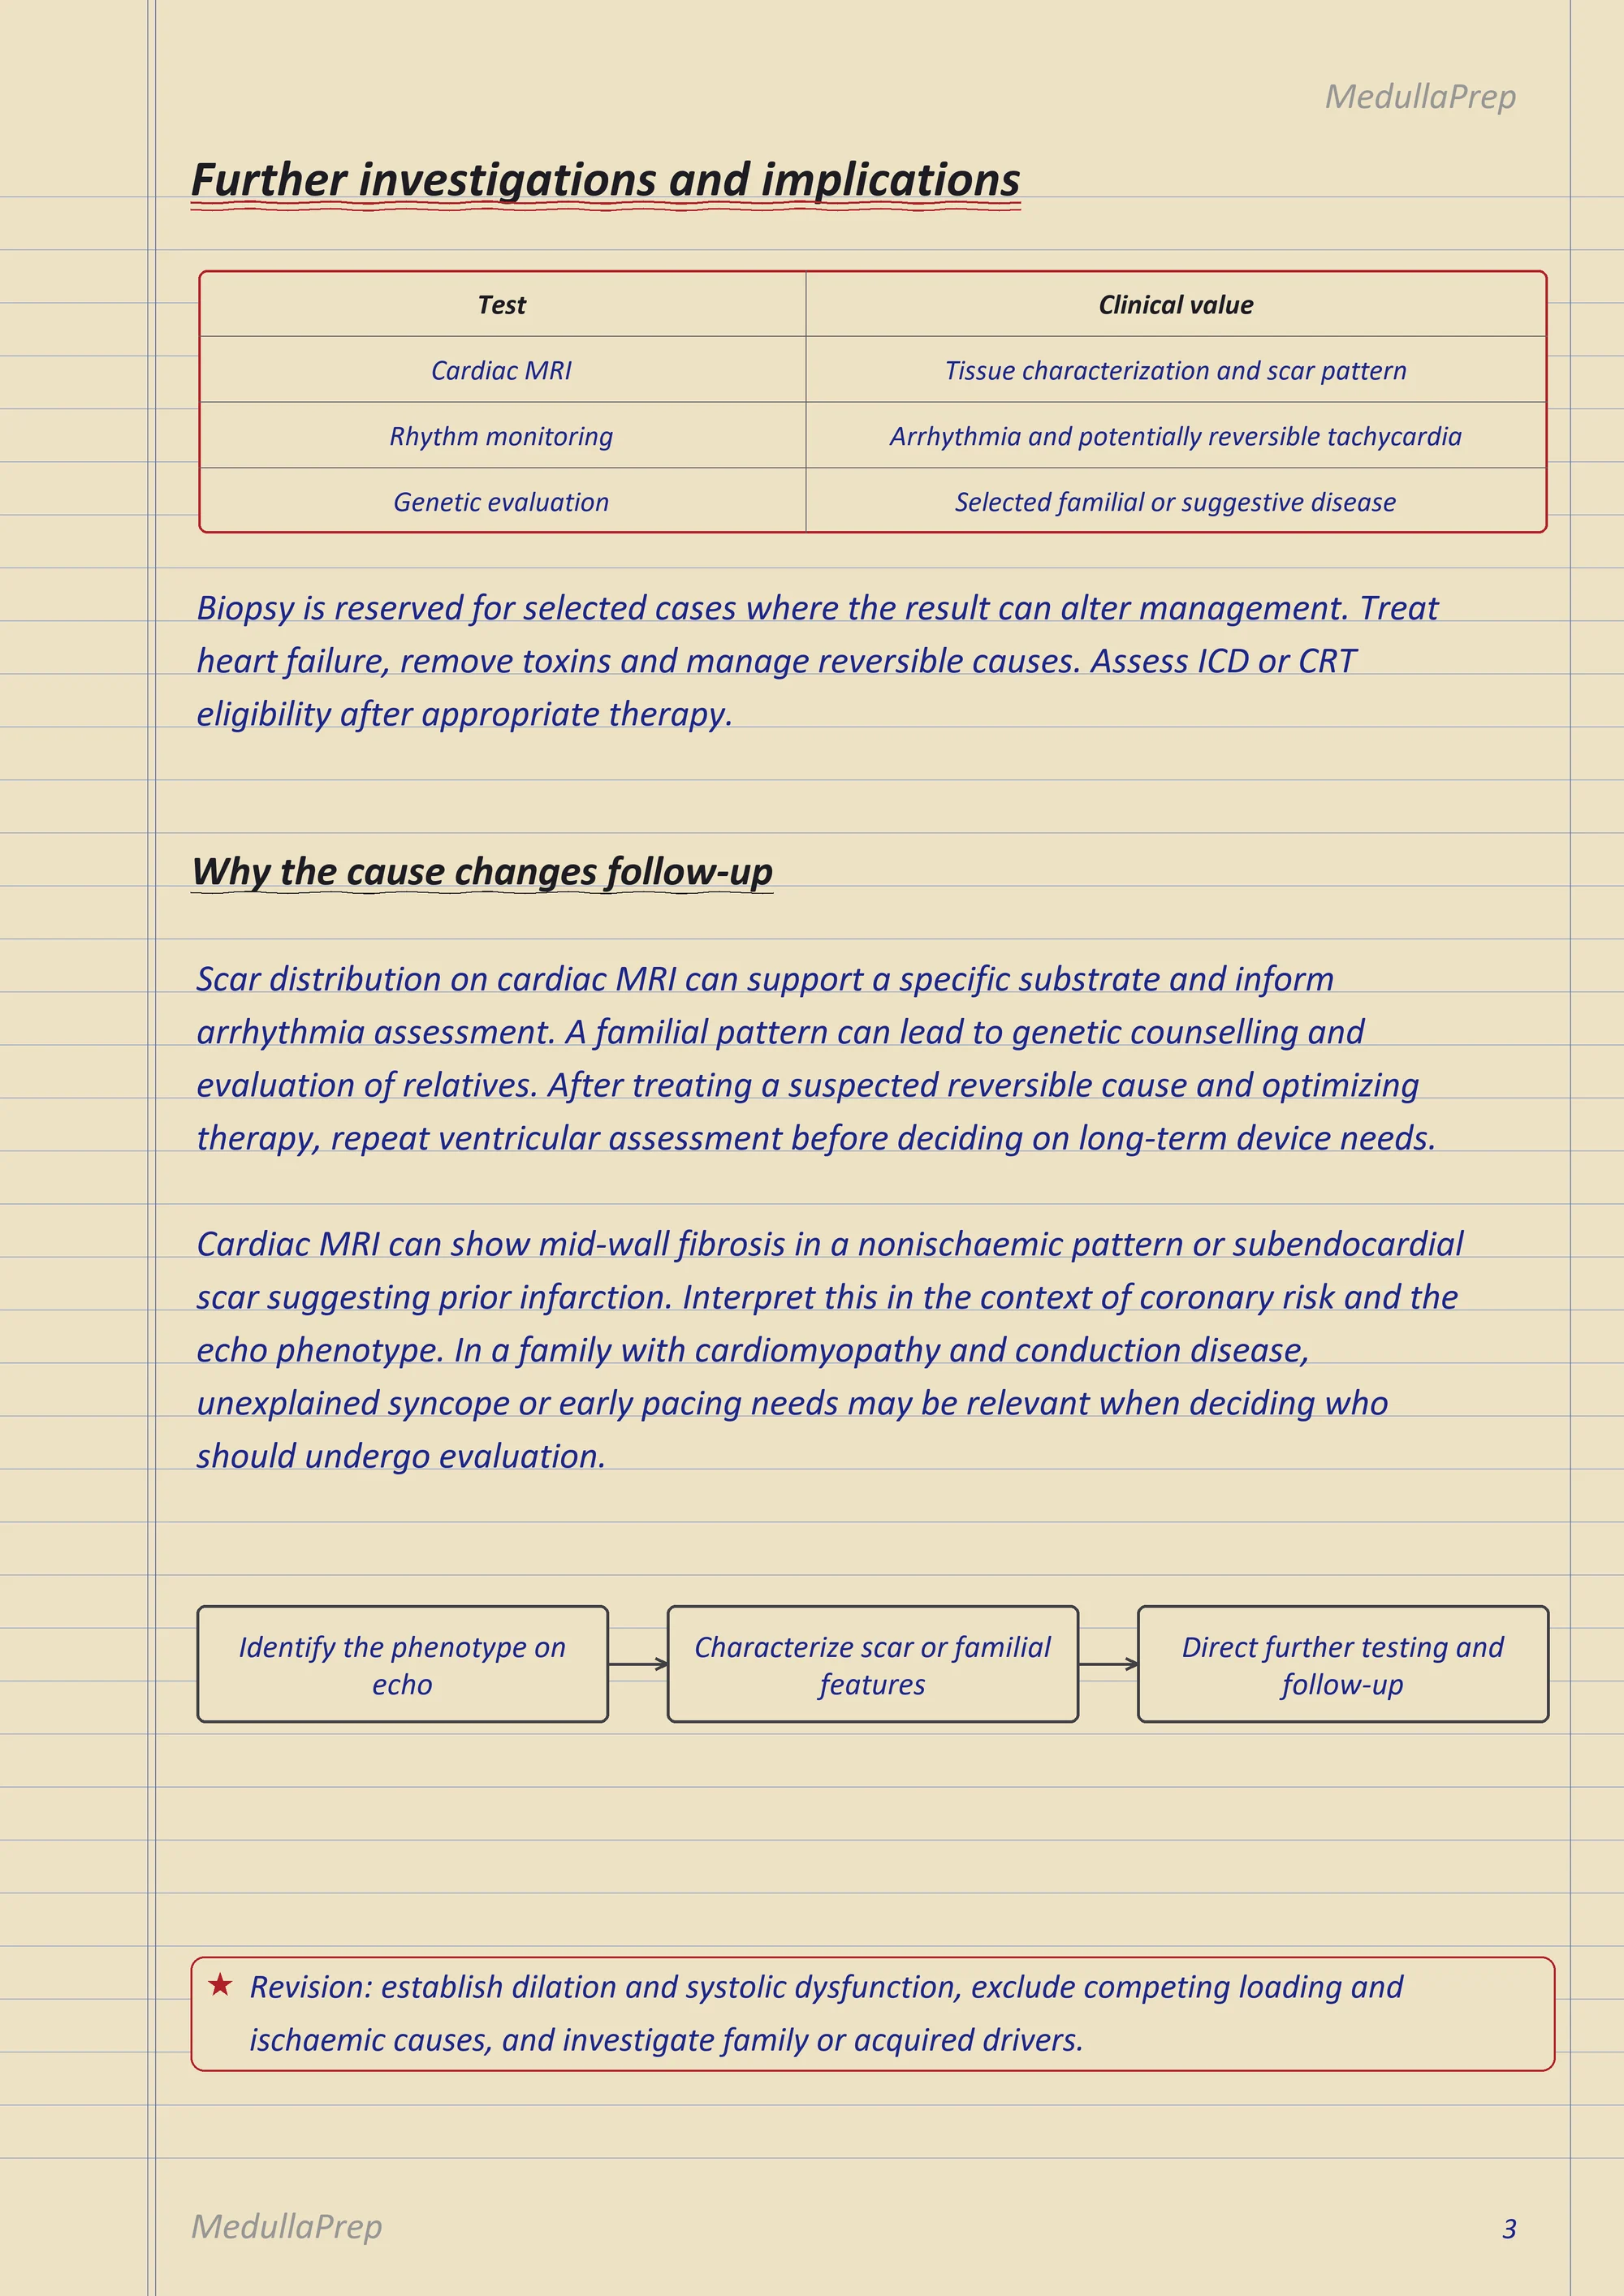 MedullaPrep
Further investigations and implications
Test Clinical value
Cardiac MRI Tissue characterization and scar pattern
Rhythm monitoring Arrhythmia and potentially reversible tachycardia
Genetic evaluation Selected familial or suggestive disease
Biopsy is reserved for selected cases where the result can alter management. Treat
heart failure, remove toxins and manage reversible causes. Assess ICD or CRT
eligibility after appropriate therapy.
Why the cause changes follow-up
Scar distribution on cardiac MRI can support a specific substrate and inform
arrhythmia assessment. A familial pattern can lead to genetic counselling and
evaluation of relatives. After treating a suspected reversible cause and optimizing
therapy, repeat ventricular assessment before deciding on long-term device needs.
Cardiac MRI can show mid-wall fibrosis in a nonischaemic pattern or subendocardial
scar suggesting prior infarction. Interpret this in the context of coronary risk and the
echo phenotype. In a family with cardiomyopathy and conduction disease,
unexplained syncope or early pacing needs may be relevant when deciding who
should undergo evaluation.
Identify the phenotype on
echo
Characterize scar or familial
features
Direct further testing and
follow-up
★ Revision: establish dilation and systolic dysfunction, exclude competing loading and
ischaemic causes, and investigate family or acquired drivers.
MedullaPrep
3